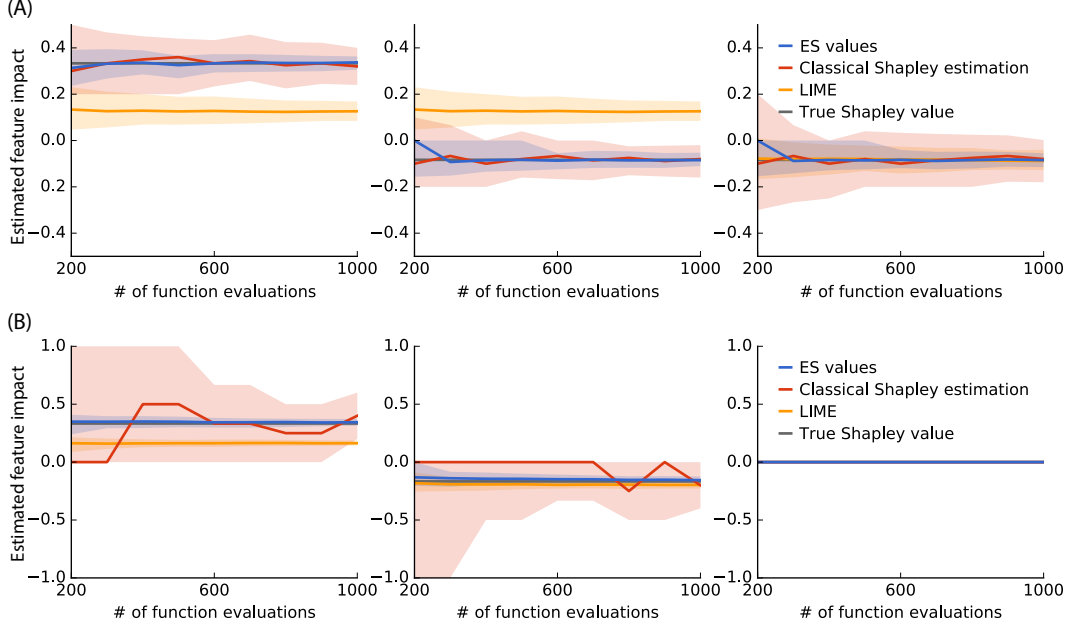 (A)
Estimated feature impact
0.4
0.2
0.0
−0.2
−0.4
200
600
1000
# of function evaluations
0.4
0.2
0.0
−0.2
−0.4
200
600
1000
# of function evaluations
0.4
0.2
0.0
−0.2
−0.4
200
600
1000
# of function evaluations
ES values
Classical Shapley estimation
LIME
True Shapley value
(B)
Estimated feature impact
1.0
0.5
0.0
−0.5
−1.0
200
600
1000
# of function evaluations
1.0
0.5
0.0
−0.5
−1.0
200
600
1000
# of function evaluations
1.0
0.5
0.0
−0.5
−1.0
200
600
1000
# of function evaluations
ES values
Classical Shapley estimation
LIME
True Shapley value